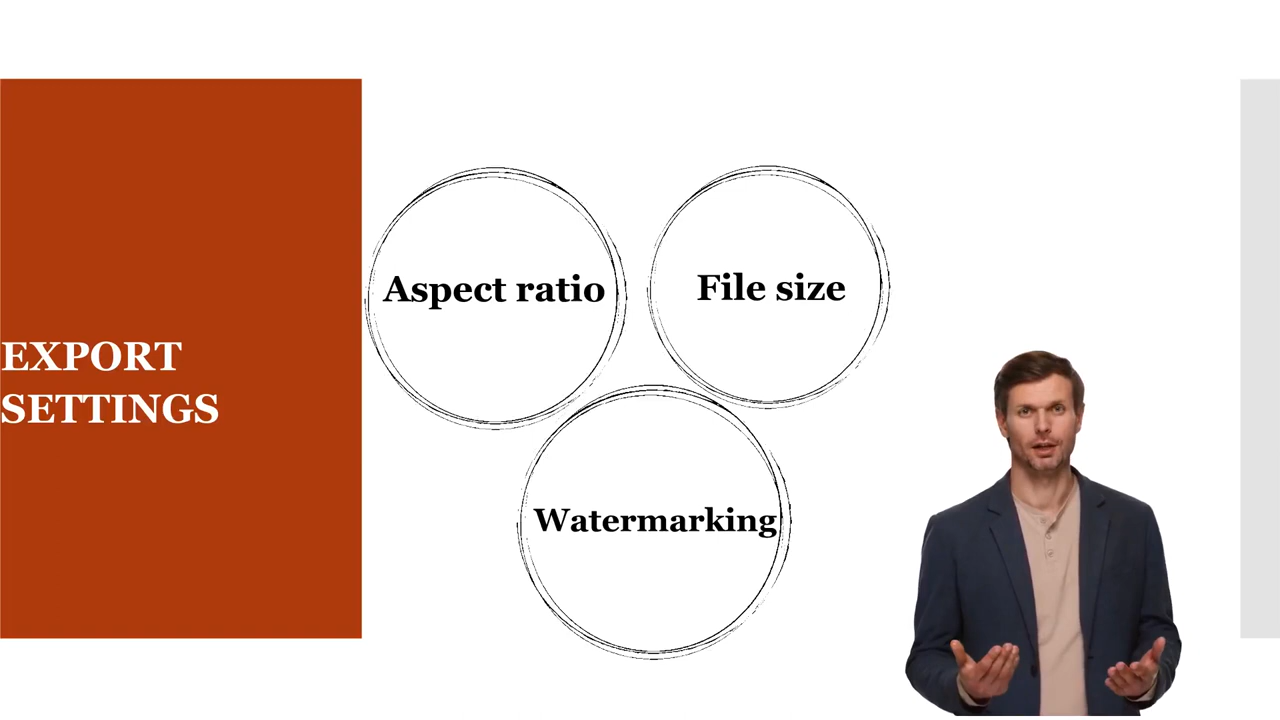 EXPORT
SETTINGS
Aspect ratio
File size
Watermarking